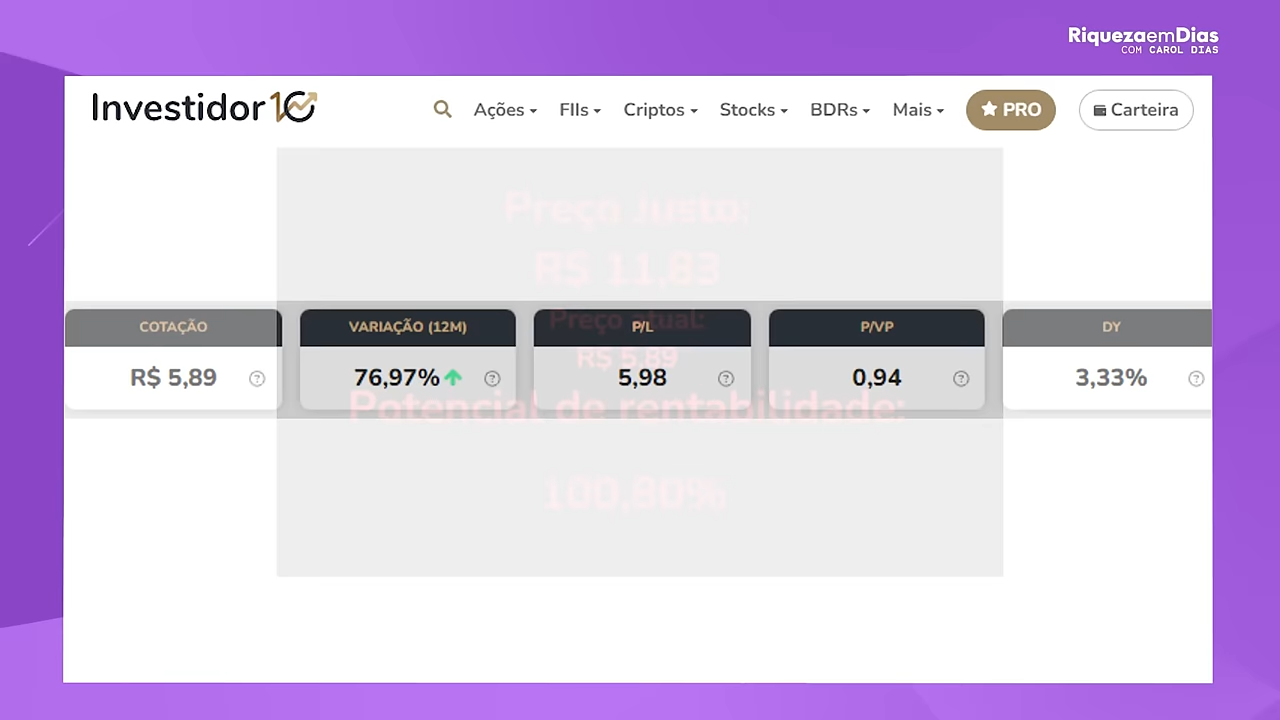 RiquezaemDias
COM CAROL DIAS
Investidor 10
Ações FIIs Criptos Stocks BDRs Mais PRO Carteira
Preço Justo:
R$ 11,83
COTAÇÃO VARIAÇÃO (12M) P/L P/VP DY
Preço atual:
R$ 5,89 76,97% 5,98 0,94 3,33%
R$ 5,89
Potencial de rentabilidade:
100,80%